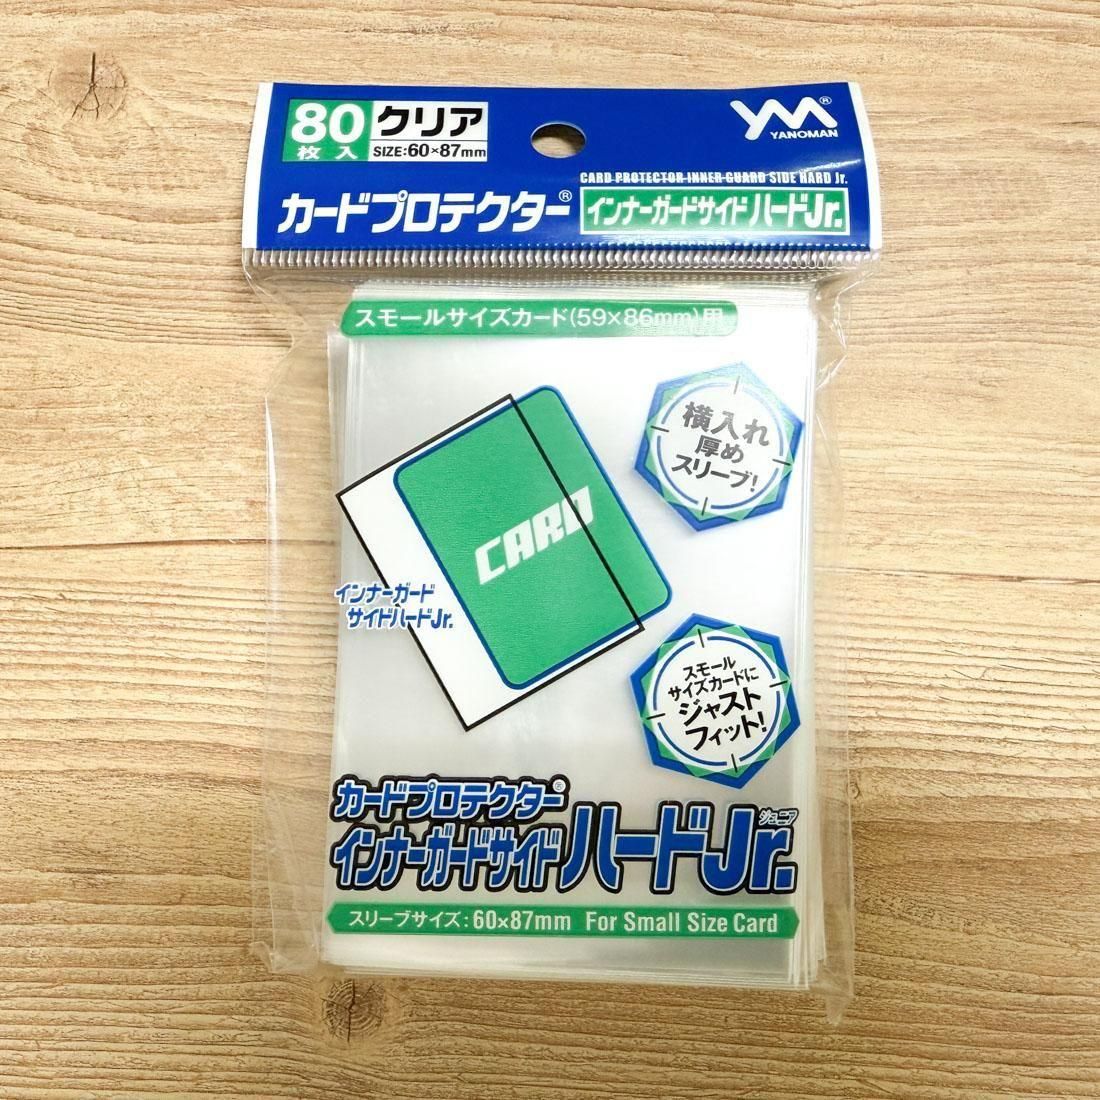 80
枚入
クリア
SIZE:60×87mm
YM®
YANOMAN
CARD PROTECTOR INNER GUARD SIDE HARD Jr.
カードプロテクター®
インナーガードサイドハードJr.
スモールサイズカード(59×86mm)用
横入れ
厚め
スリーブ!
CARD
インナーガード
サイドハードJr.
スモール
サイズカードに
ジャスト
フィット!
カードプロテクター®
ジュニア
インナーガードサイドハードJr.
スリーブサイズ:60×87mm For Small Size Card